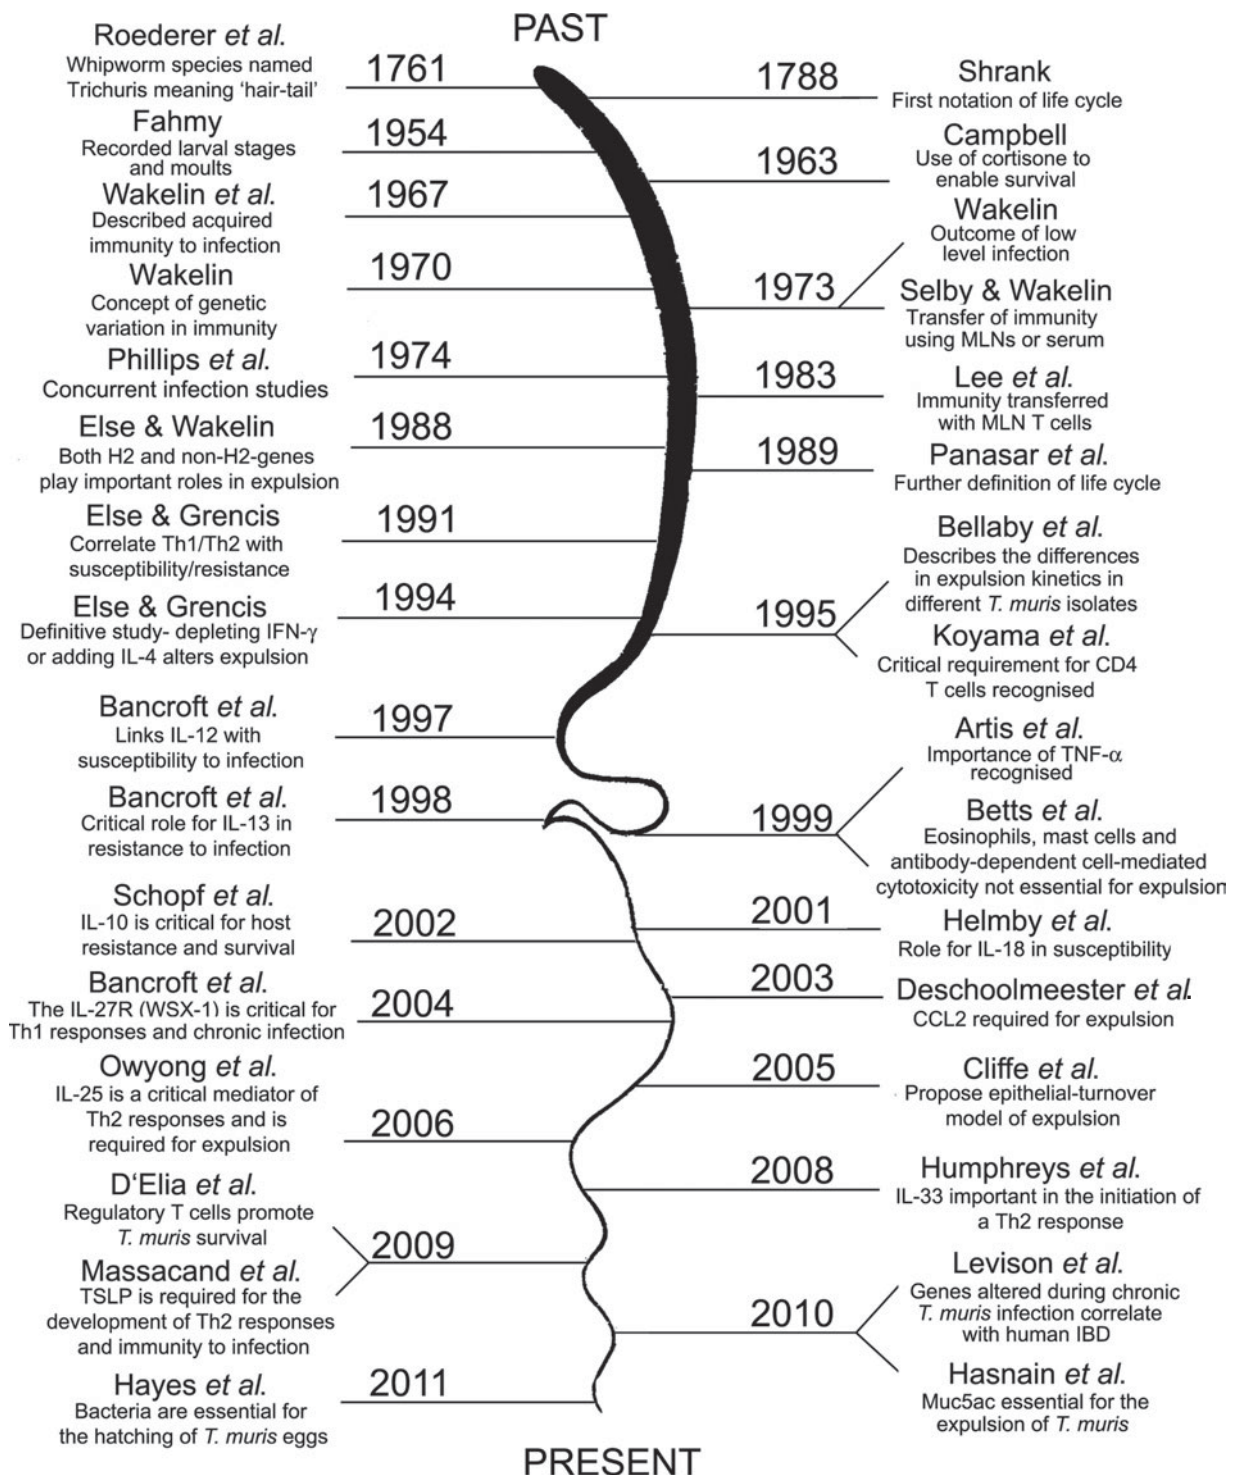 PAST
Roederer et al.
Whipworm species named
Trichuris meaning ‘hair-tail’
1761
1788
Shrank
First notation of life cycle
Fahmy
Recorded larval stages
and moults
1954
1963
Campbell
Use of cortisone to
enable survival
Wakelin et al.
Described acquired
immunity to infection
1967
Wakelin
Concept of genetic
variation in immunity
1970
1973
Wakelin
Outcome of low
level infection
Selby & Wakelin
Transfer of immunity
using MLNs or serum
Phillips et al.
Concurrent infection studies
1974
1983
Lee et al.
Immunity transferred
with MLN T cells
Else & Wakelin
Both H2 and non-H2-genes
play important roles in expulsion
1988
1989
Panasar et al.
Further definition of life cycle
Else & Grencis
Correlate Th1/Th2 with
susceptibility/resistance
1991
Else & Grencis
Definitive study- depleting IFN-γ
or adding IL-4 alters expulsion
1994
1995
Bellaby et al.
Describes the differences
in expulsion kinetics in
different T. muris isolates
Koyama et al.
Critical requirement for CD4
T cells recognised
Bancroft et al.
Links IL-12 with
susceptibility to infection
1997
Bancroft et al.
Critical role for IL-13 in
resistance to infection
1998
1999
Artis et al.
Importance of TNF-α
recognised
Betts et al.
Eosinophils, mast cells and
antibody-dependent cell-mediated
cytotoxicity not essential for expulsion
2001
Helmby et al.
Role for IL-18 in susceptibility
Schopf et al.
IL-10 is critical for host
resistance and survival
2002
2003
Deschoolmeester et al.
CCL2 required for expulsion
Bancroft et al.
The IL-27R (WSX-1) is critical for
Th1 responses and chronic infection
2004
2005
Cliffe et al.
Propose epithelial-turnover
model of expulsion
Owyong et al.
IL-25 is a critical mediator of
Th2 responses and is
required for expulsion
2006
2008
Humphreys et al.
IL-33 important in the initiation of
a Th2 response
D‘Elia et al.
Regulatory T cells promote
T. muris survival
2009
Massacand et al.
TSLP is required for the
development of Th2 responses
and immunity to infection
2010
Levison et al.
Genes altered during chronic
T. muris infection correlate
with human IBD
Hasnain et al.
Muc5ac essential for the
expulsion of T. muris
Hayes et al.
Bacteria are essential for
the hatching of T. muris eggs
2011
PRESENT